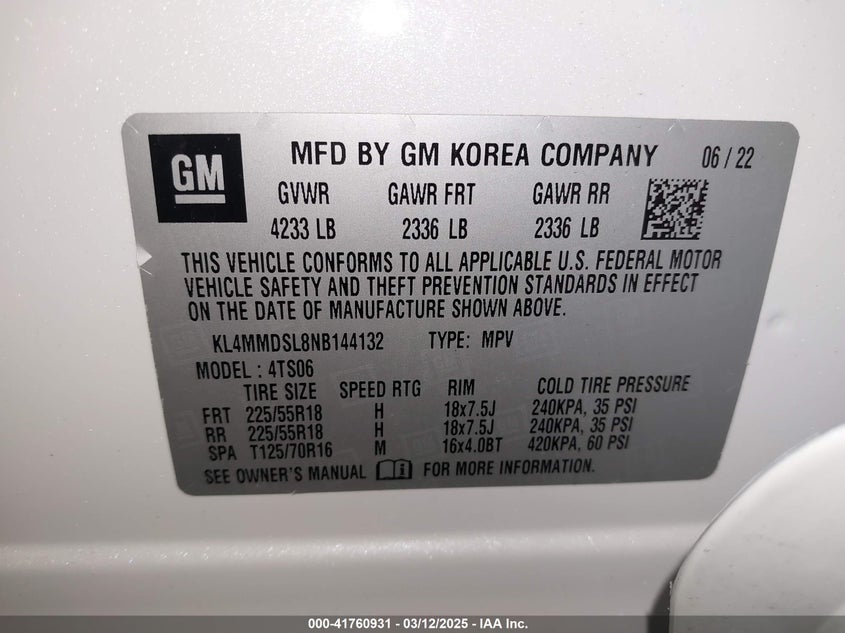 GM
MFD BY GM KOREA COMPANY 06 / 22
GVWR GAWR FRT GAWR RR
4233 LB 2336 LB 2336 LB
THIS VEHICLE CONFORMS TO ALL APPLICABLE U.S. FEDERAL MOTOR
VEHICLE SAFETY AND THEFT PREVENTION STANDARDS IN EFFECT
ON THE DATE OF MANUFACTURE SHOWN ABOVE.
KL4MMDSL8NB144132 TYPE: MPV
MODEL : 4TS06
TIRE SIZE SPEED RTG RIM COLD TIRE PRESSURE
FRT 225/55R18 H 18x7.5J 240KPA, 35 PSI
RR 225/55R18 H 18x7.5J 240KPA, 35 PSI
SPA T125/70R16 M 16x4.0BT 420KPA, 60 PSI
SEE OWNER'S MANUAL FOR MORE INFORMATION.
000-41760931 - 03/12/2025 - IAA Inc.